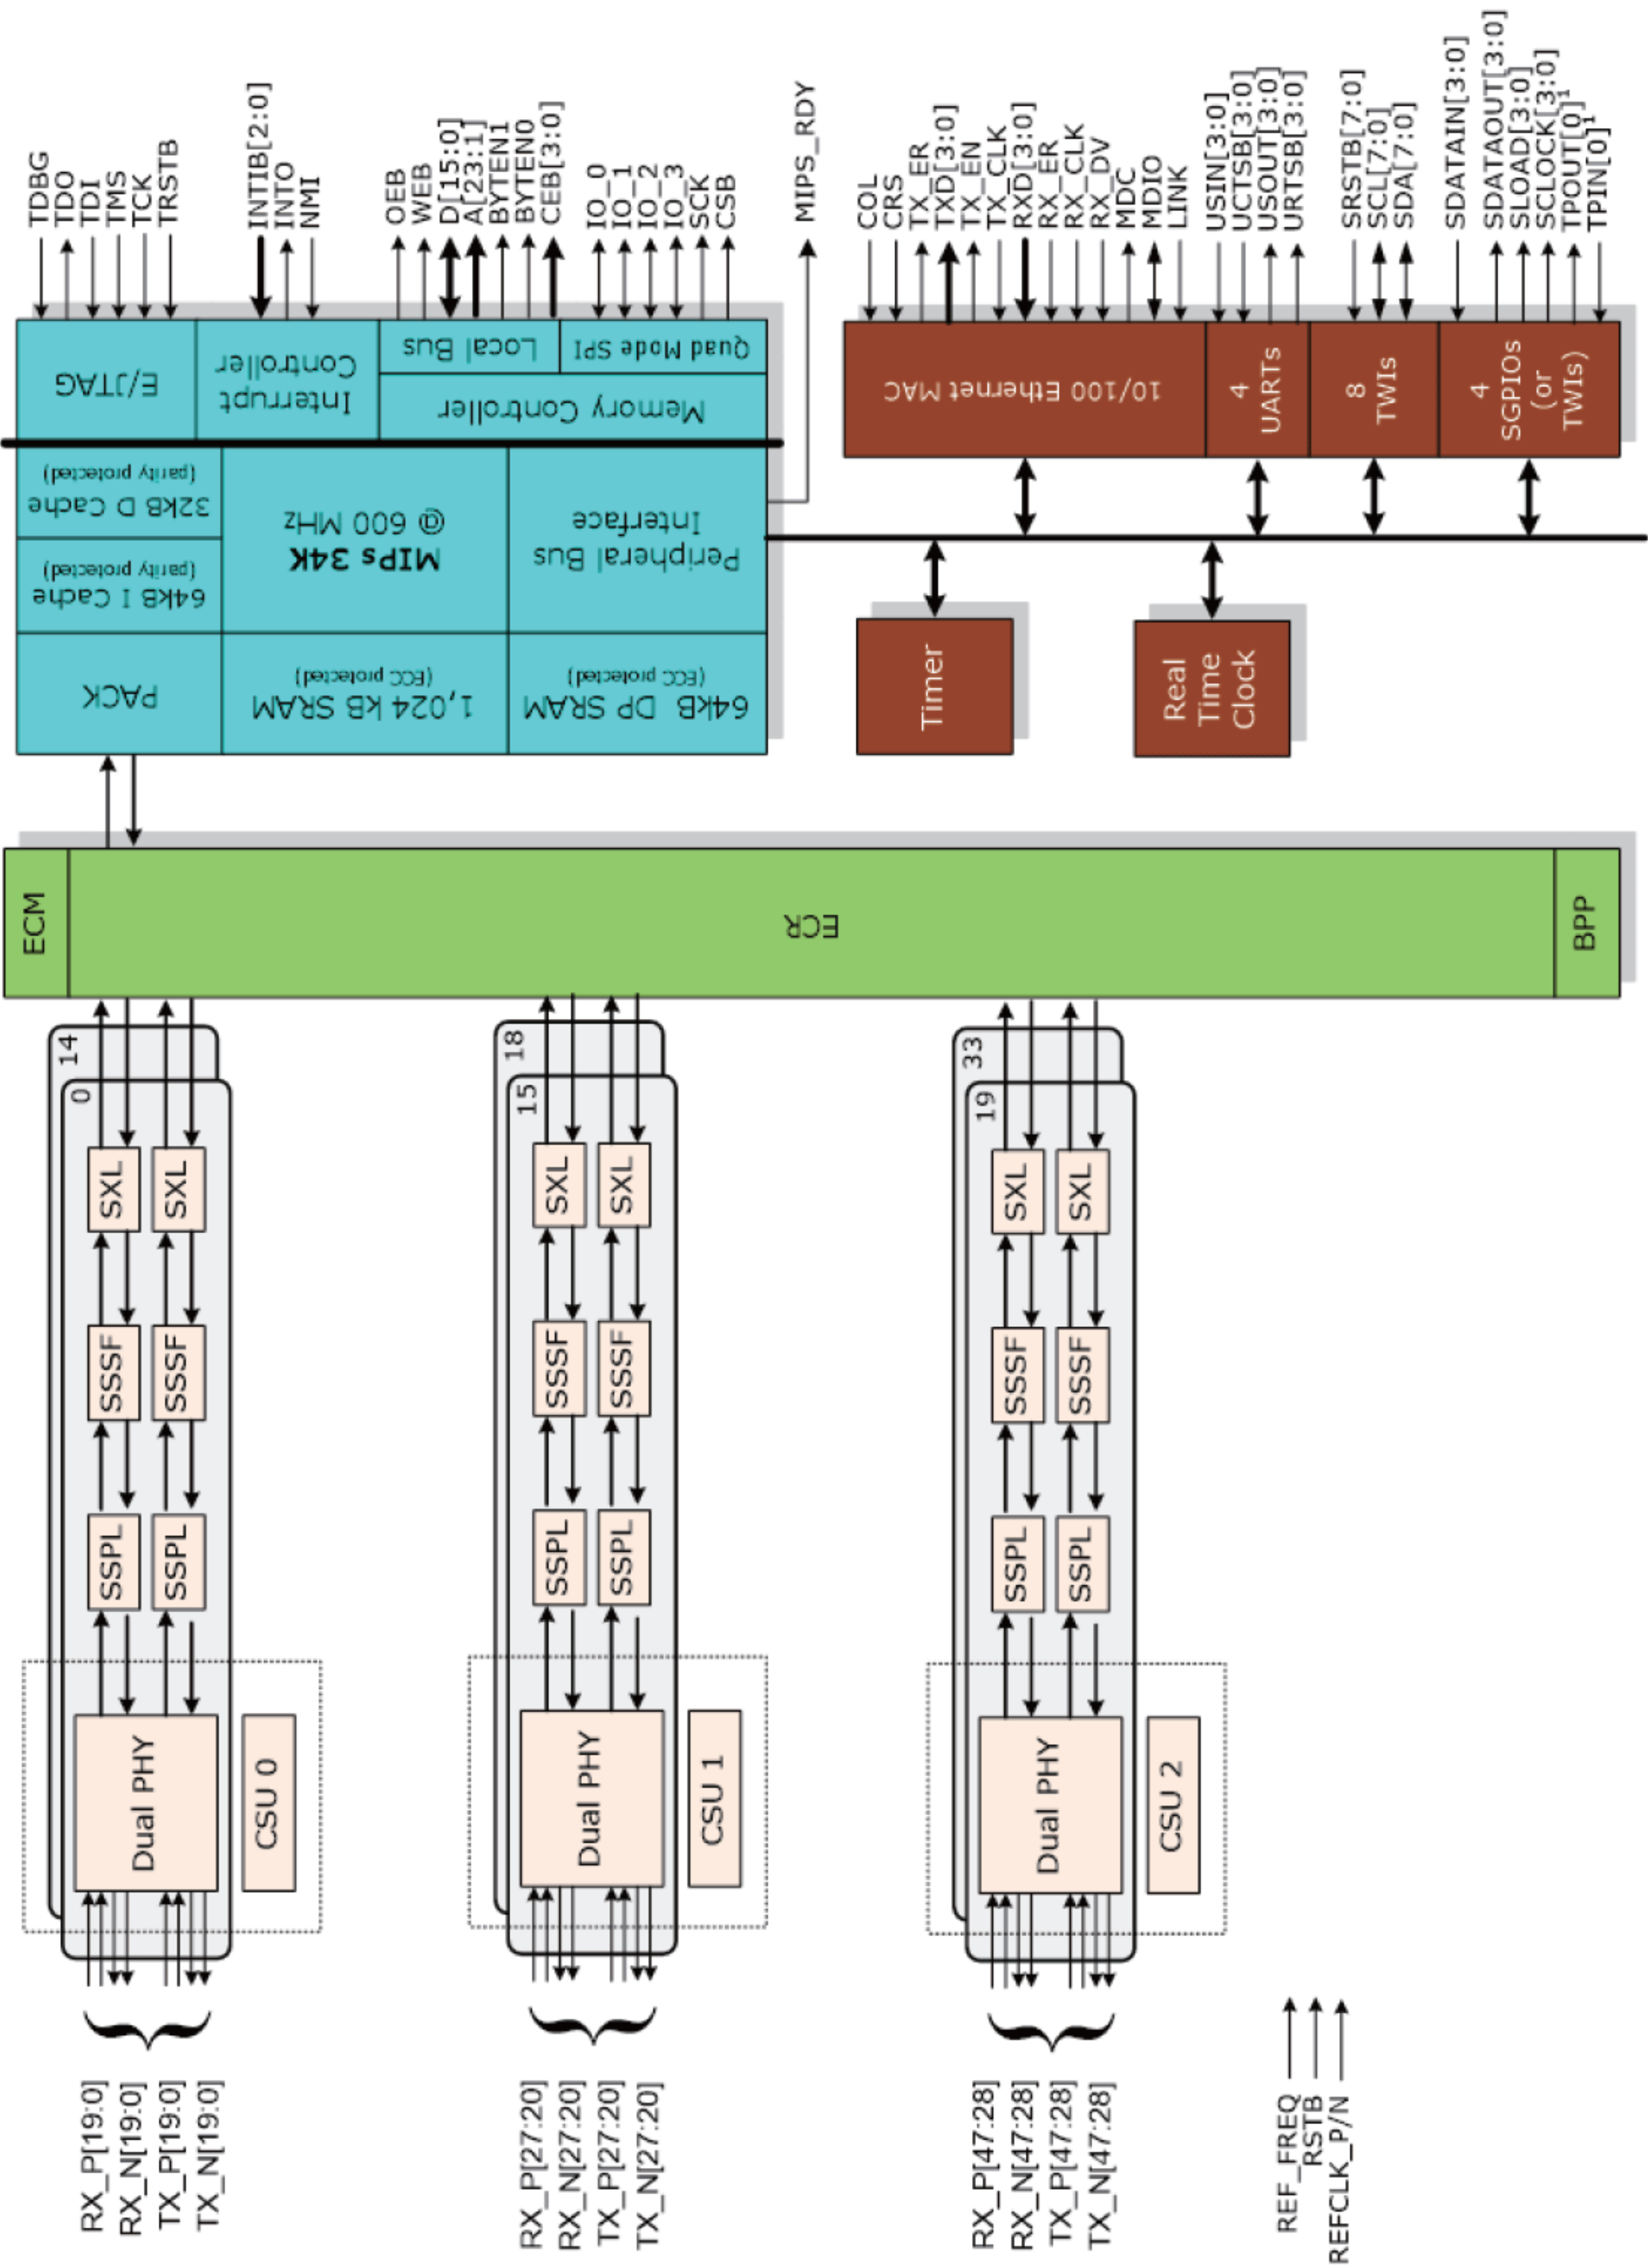 TDBG
TDO
TDI
TMS
TCK
TRSTB
INTIB[2:0]
INTO
NMI
OEB
WEB
D[15:0]
A[23:1]
BYTEN1
BYTEN0
CEB[3:0]
IO_0
IO_1
IO_2
IO_3
SCK
CSB
MIPS_RDY
COL
CRS
TX_ER
TXD[3:0]
TX_EN
TX_CLK
RXD[3:0]
RX_ER
RX_CLK
RX_DV
MDC
MDIO
LINK
USIN[3:0]
UCTSB[3:0]
USOUT[3:0]
URTSB[3:0]
SRSTB[7:0]
SCL[7:0]
SDA[7:0]
SDATAIN[3:0]
SDATAOUT[3:0]
SLOAD[3:0]
SCLOCK[3:0]
TPOUT[0]1
TPIN[0]1
E/JTAG
Interrupt
Controller
Local Bus
Quad Mode SPI
Memory Controller
32kB D Cache
(parity protected)
64kB I Cache
(parity protected)
MIPs 34K
@ 600 MHz
Peripheral Bus
Interface
PACK
1,024 kB SRAM
(ECC protected)
64kB DP SRAM
(ECC protected)
10/100 Ethernet MAC
4
UARTs
8
TWIs
4
SGPIOs
(or
TWIs)
Timer
Real
Time
Clock
ECM
ECR
BPP
14
0
SXL
SXL
SSSF
SSSF
SSPL
SSPL
Dual PHY
CSU 0
18
15
SXL
SXL
SSSF
SSSF
SSPL
SSPL
Dual PHY
CSU 1
33
19
SXL
SXL
SSSF
SSSF
SSPL
SSPL
Dual PHY
CSU 2
RX_P[19:0]
RX_N[19:0]
TX_P[19:0]
TX_N[19:0]
RX_P[27:20]
RX_N[27:20]
TX_P[27:20]
TX_N[27:20]
RX_P[47:28]
RX_N[47:28]
TX_P[47:28]
TX_N[47:28]
REF_FREQ
RSTB
REFCLK_P/N